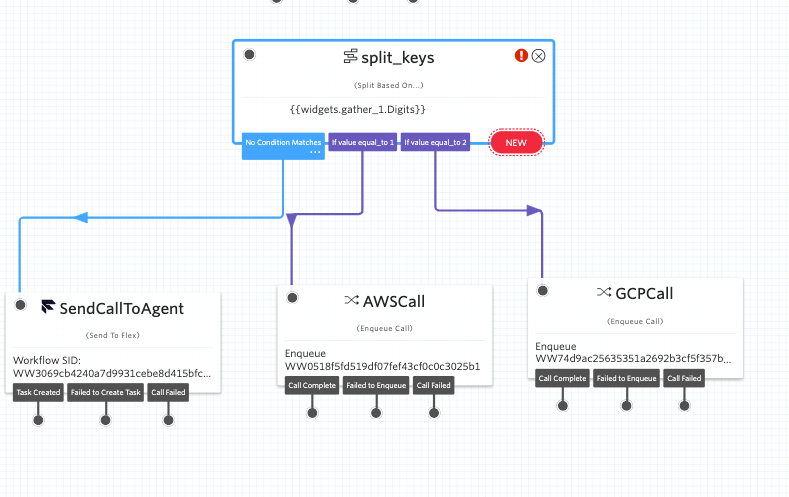 split_keys
(Split Based On...)
{{widgets.gather_1.Digits}}
No Condition Matches
...
If value equal_to 1
If value equal_to 2
NEW
SendCallToAgent
(Send To Flex)
Workflow SID:
WW3069cb4240a7d9931cebe8d415bfc...
Task Created
Failed to Create Task
Call Failed
AWSCall
(Enqueue Call)
Enqueue
WW0518f5fd519df07fef43cf0c0c3025b1
Call Complete
Failed to Enqueue
Call Failed
GCPCall
(Enqueue Call)
Enqueue
WW74d9ac25635351a2692b3cf5f357b...
Call Complete
Failed to Enqueue
Call Failed